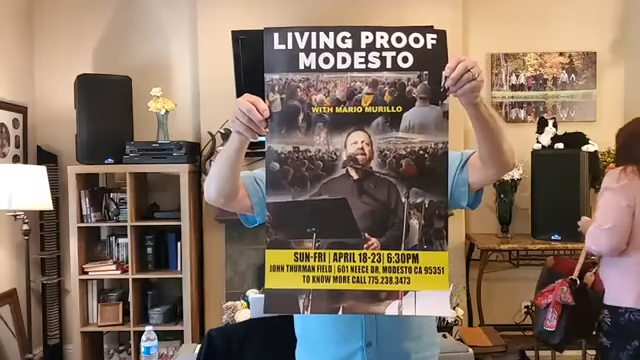 LIVING PROOF
MODESTO
WITH MARIO MURILLO
SUN-FRI | APRIL 18-23 | 6:30PM
JOHN THURMAN FIELD | 601 NEECE DR, MODESTO CA 95351
TO KNOW MORE CALL 775.238.3473